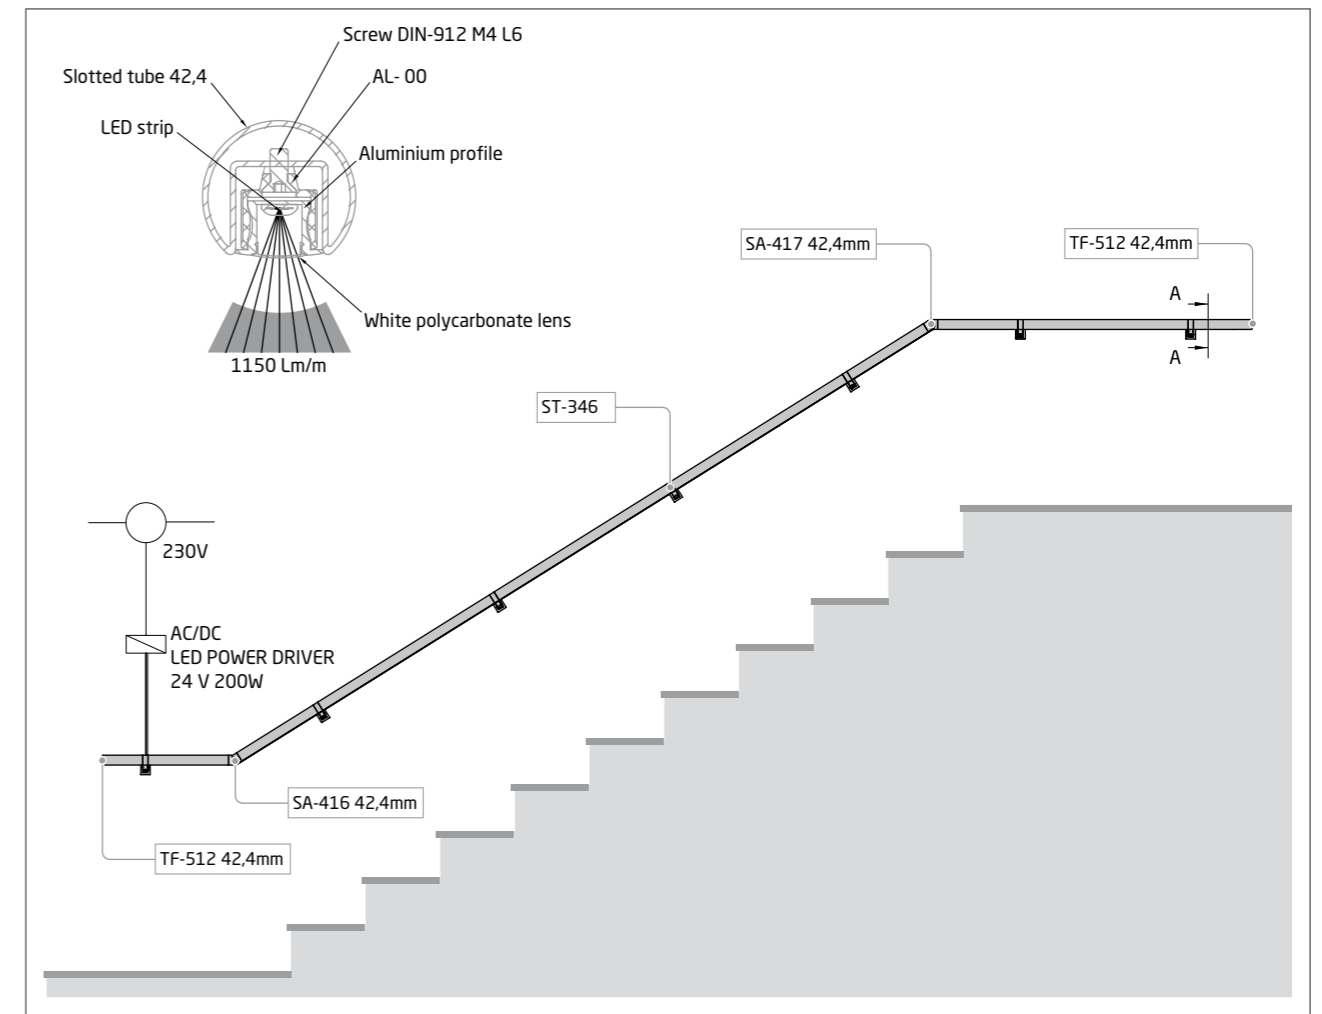 Screw DIN-912 M4 L6
Slotted tube 42,4
AL- 00
LED strip
Aluminium profile
White polycarbonate lens
1150 Lm/m
SA-417 42,4mm
TF-512 42,4mm
A
A
ST-346
230V
AC/DC
LED POWER DRIVER
24 V 200W
SA-416 42,4mm
TF-512 42,4mm